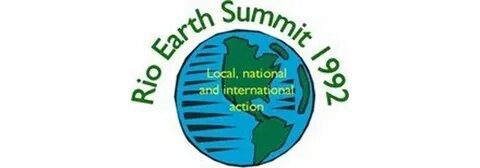 Rio Earth Summit 1992
Local, national
and international
action